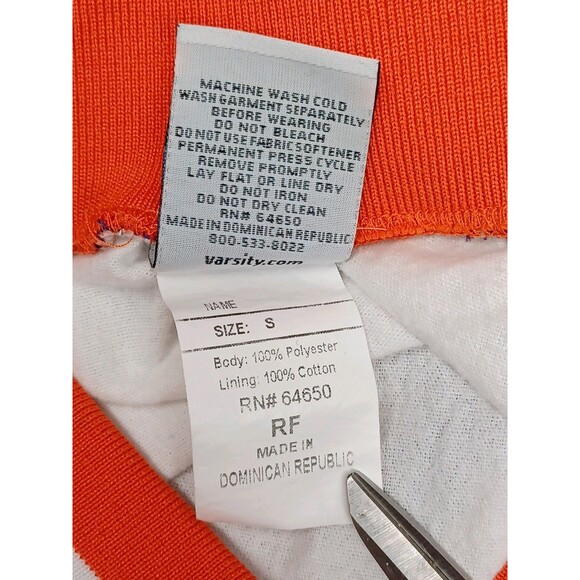 MACHINE WASH COLD
WASH GARMENT SEPARATELY
BEFORE WEARING
DO NOT BLEACH
DO NOT USE FABRIC SOFTENER
PERMANENT PRESS CYCLE
REMOVE PROMPTLY
LAY FLAT OR LINE DRY
DO NOT IRON
DO NOT DRY CLEAN
RN# 64650
MADE IN DOMINICAN REPUBLIC
800-533-8022
varsity.com
NAME
SIZE: S
Body: 100% Polyester
Lining: 100% Cotton
RN# 64650
RF
MADE IN
DOMINICAN REPUBLIC